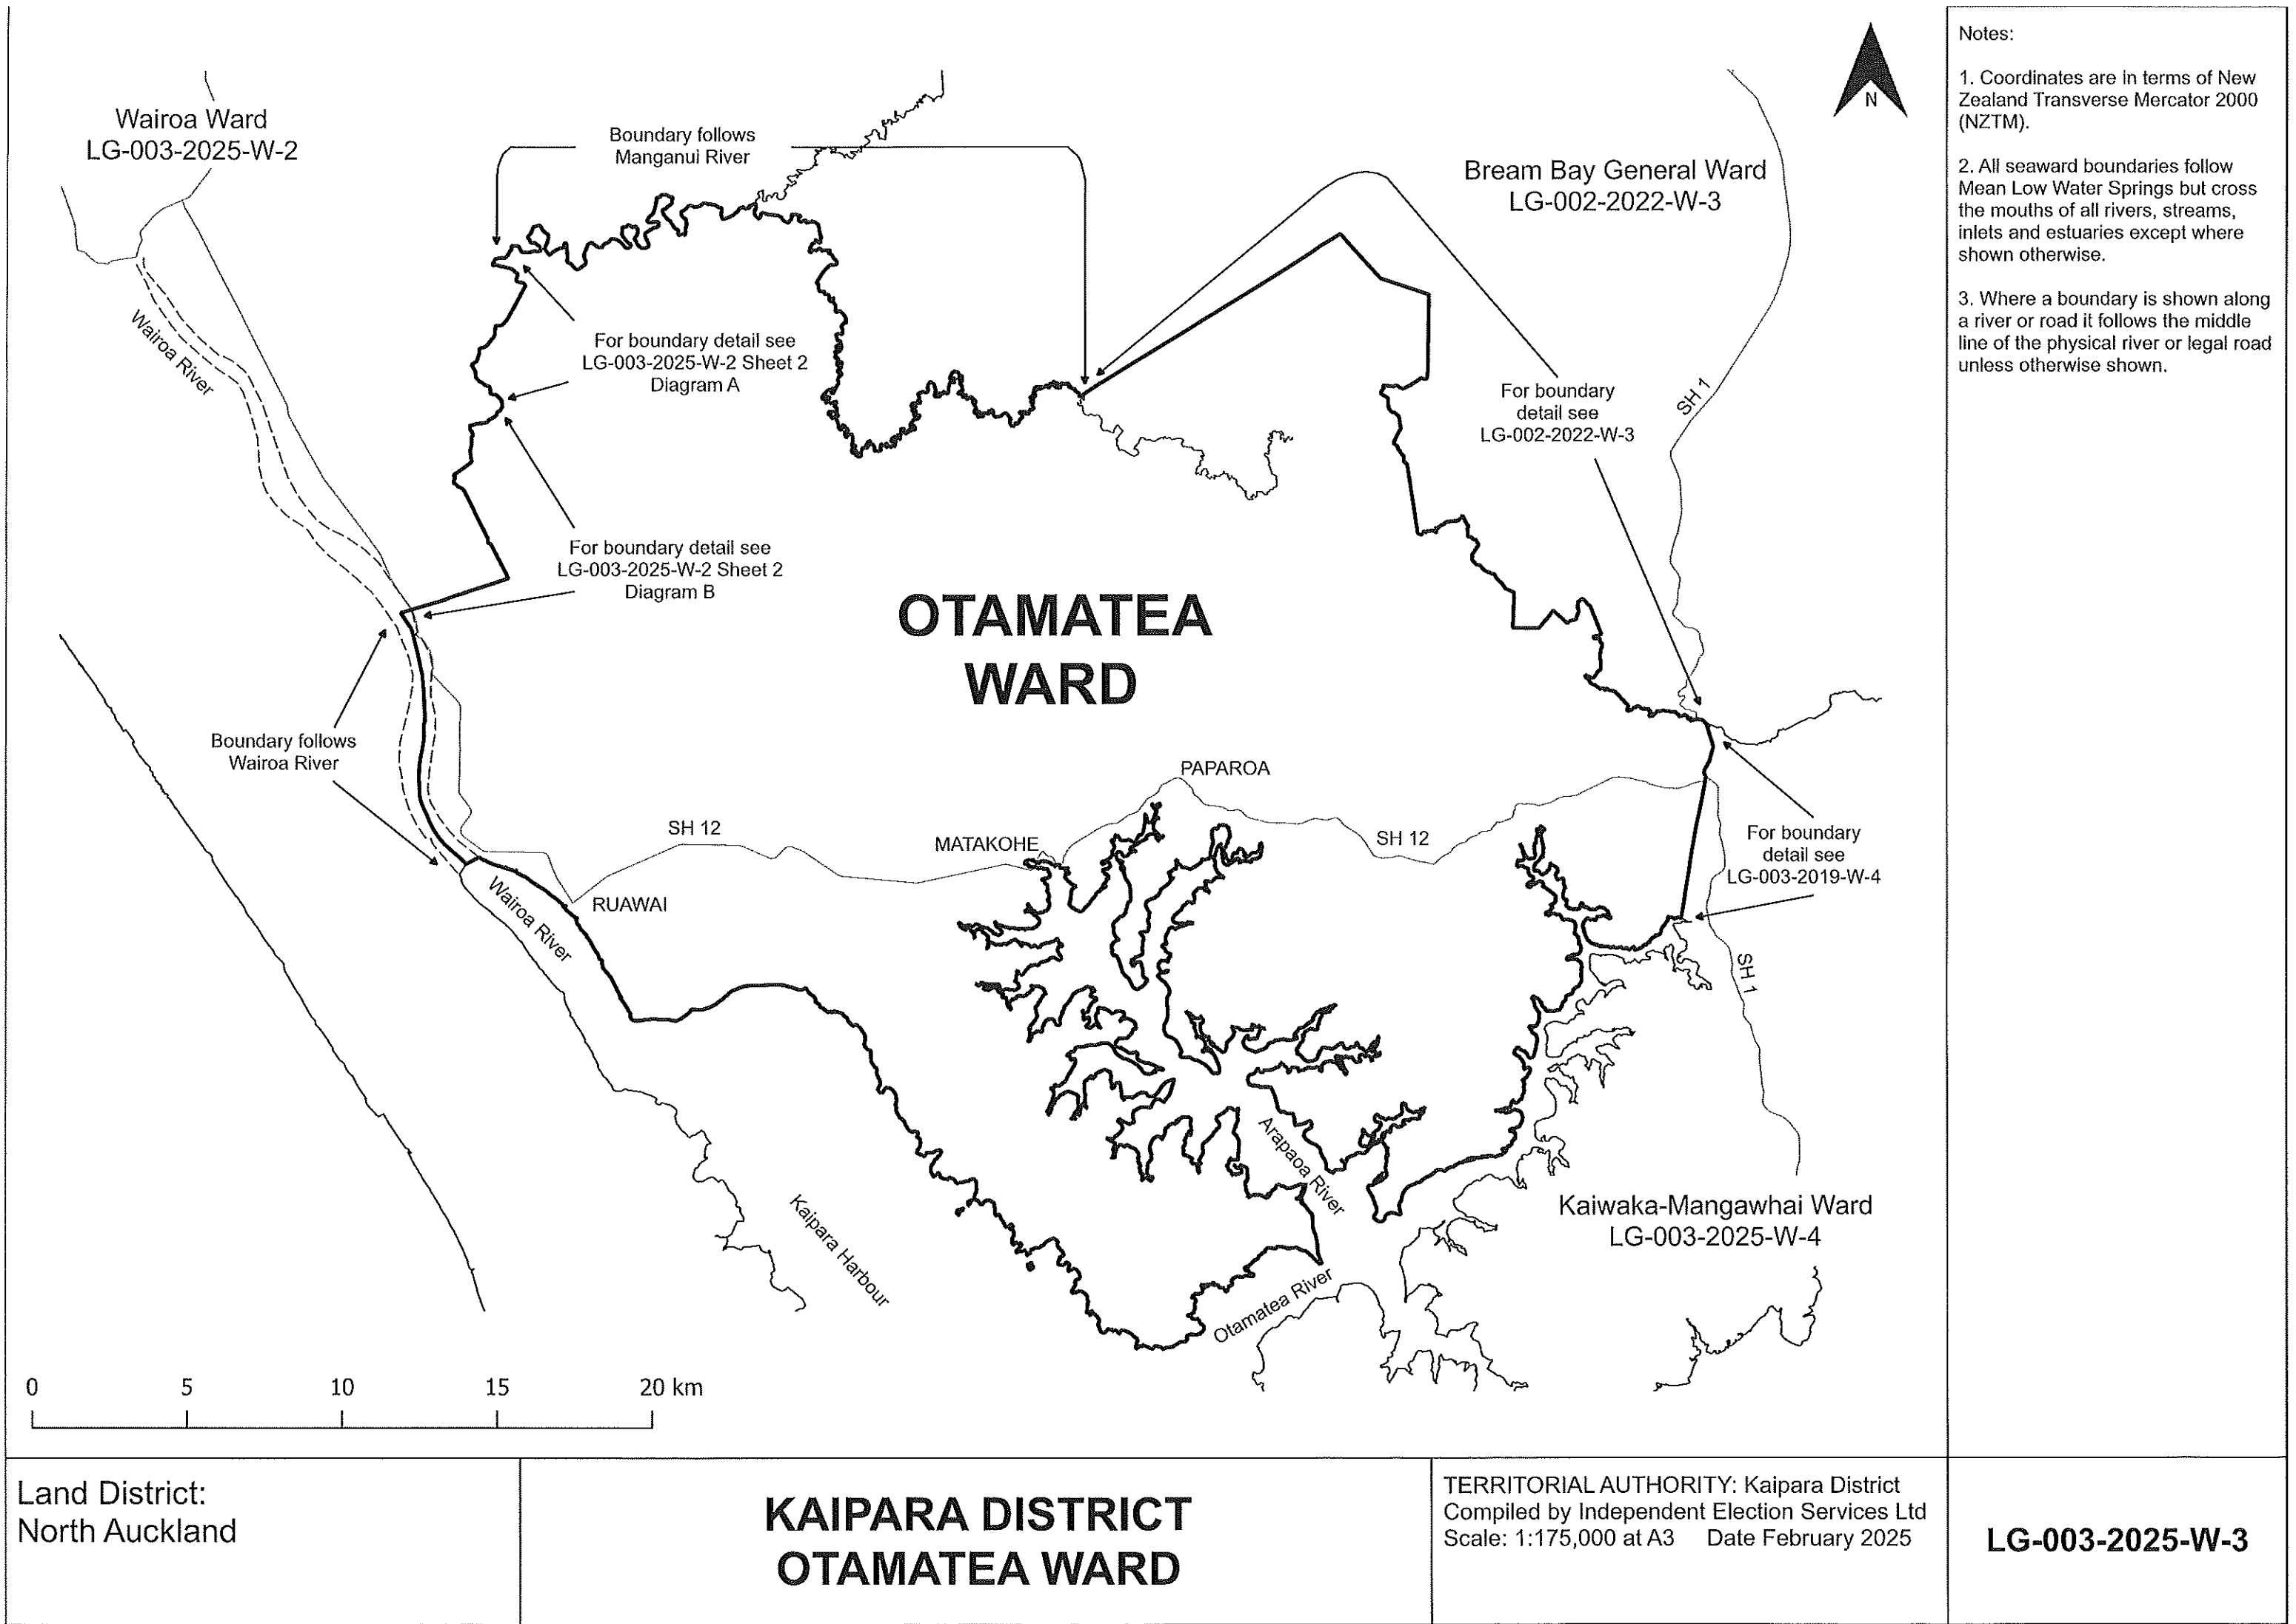 Wairoa Ward
LG-003-2025-W-2
Boundary follows
Manganui River
Bream Bay General Ward
LG-002-2022-W-3
N
Wairoa River
For boundary detail see
LG-003-2025-W-2 Sheet 2
Diagram A
For boundary
detail see
LG-002-2022-W-3
SH 1
For boundary detail see
LG-003-2025-W-2 Sheet 2
Diagram B
OTAMATEA
WARD
Boundary follows
Wairoa River
PAPAROA
SH 12
MATAKOHE
SH 12
For boundary
detail see
LG-003-2019-W-4
RUAWAI
Wairoa River
SH 1
Arapaoa River
Kaipara Harbour
Kaiwaka-Mangawhai Ward
LG-003-2025-W-4
Otamatea River
0 5 10 15 20 km
Notes:
1. Coordinates are in terms of New
Zealand Transverse Mercator 2000
(NZTM).
2. All seaward boundaries follow
Mean Low Water Springs but cross
the mouths of all rivers, streams,
inlets and estuaries except where
shown otherwise.
3. Where a boundary is shown along
a river or road it follows the middle
line of the physical river or legal road
unless otherwise shown.
Land District:
North Auckland
KAIPARA DISTRICT
OTAMATEA WARD
TERRITORIAL AUTHORITY: Kaipara District
Compiled by Independent Election Services Ltd
Scale: 1:175,000 at A3 Date February 2025
LG-003-2025-W-3